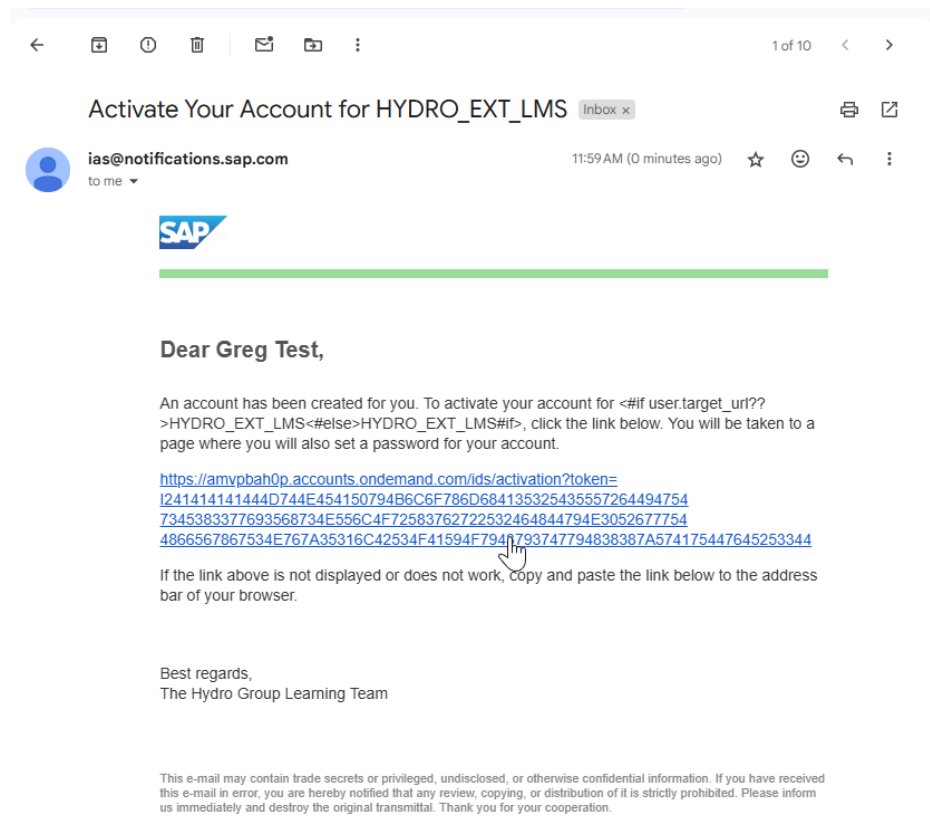 1 of 10
Activate Your Account for HYDRO_EXT_LMS Inbox x
ias@notifications.sap.com 11:59 AM (0 minutes ago)
to me
SAP
Dear Greg Test,
An account has been created for you. To activate your account for <#if user.target_url??
>HYDRO_EXT_LMS<#else>HYDRO_EXT_LMS#if>, click the link below. You will be taken to a
page where you will also set a password for your account.
https://amvpbah0p.accounts.ondemand.com/ids/activation?token=
I241414141444D744E454150794B6C6F786D684135325435557264494754
7345383377693568734E556C4F725837627225324648447 94E3052677754
If the link above is not displayed or does not work, copy and paste the link below to the address
bar of your browser.
Best regards,
The Hydro Group Learning Team
This e-mail may contain trade secrets or privileged, undisclosed, or otherwise confidential information. If you have received
this e-mail in error, you are hereby notified that any review, copying, or distribution of it is strictly prohibited. Please inform
us immediately and destroy the original transmittal. Thank you for your cooperation.